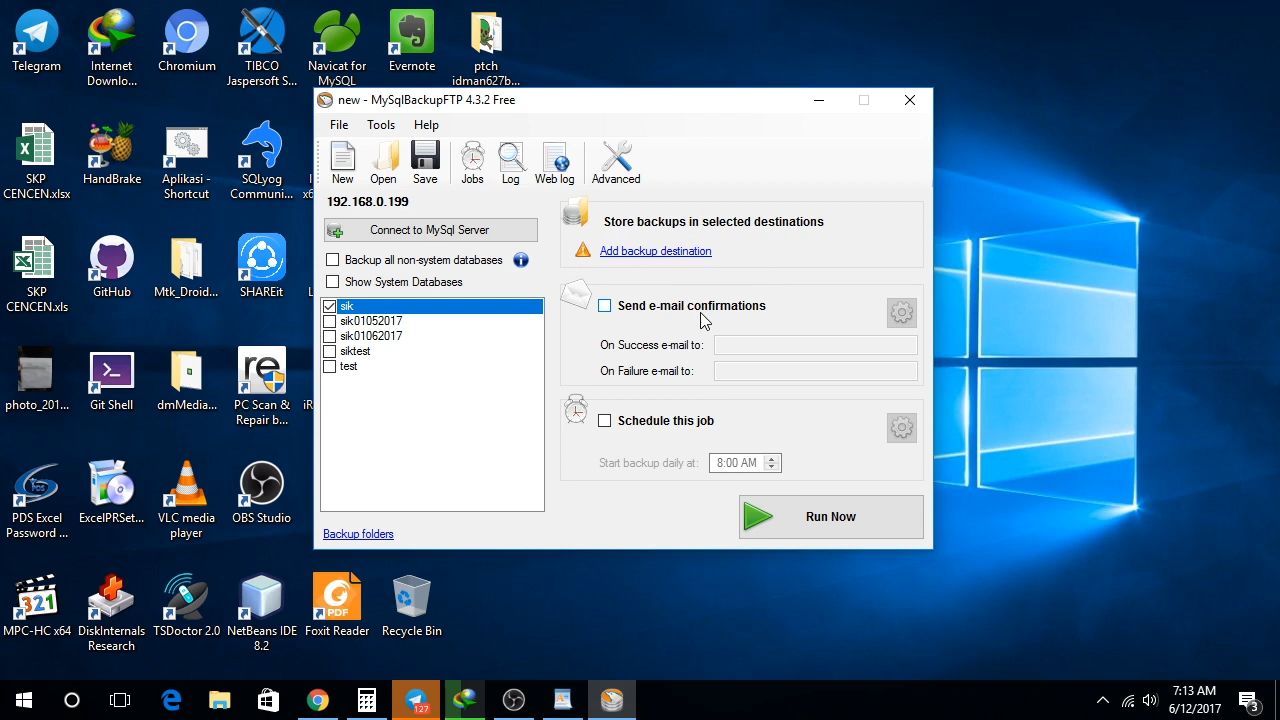 Telegram
Internet
Downlo...
Chromium
TIBCO
Jaspersoft S...
Navicat for
MySQL
Evernote
ptch
idman627b...
SKP
CENCEN.xlsx
HandBrake
Aplikasi -
Shortcut
SQLyog
Communi...
SKP
CENCEN.xls
GitHub
Mtk_Droid...
SHAREit
photo_201...
Git Shell
dmMedia...
PC Scan &
Repair b...
PDS Excel
Password ...
ExcelPRSet...
VLC media
player
OBS Studio
MPC-HC x64
DiskInternals
Research
TSDoctor 2.0
NetBeans IDE
8.2
Foxit Reader
Recycle Bin
new - MySqlBackupFTP 4.3.2 Free
File Tools Help
New Open Save Jobs Log Web log Advanced
192.168.0.199
Connect to MySql Server
Backup all non-system databases
Show System Databases
sik
sik01052017
sik01062017
siktest
test
Backup folders
Store backups in selected destinations
Add backup destination
Send e-mail confirmations
On Success e-mail to:
On Failure e-mail to:
Schedule this job
Start backup daily at: 8:00 AM
Run Now
127
7:13 AM
6/12/2017
3